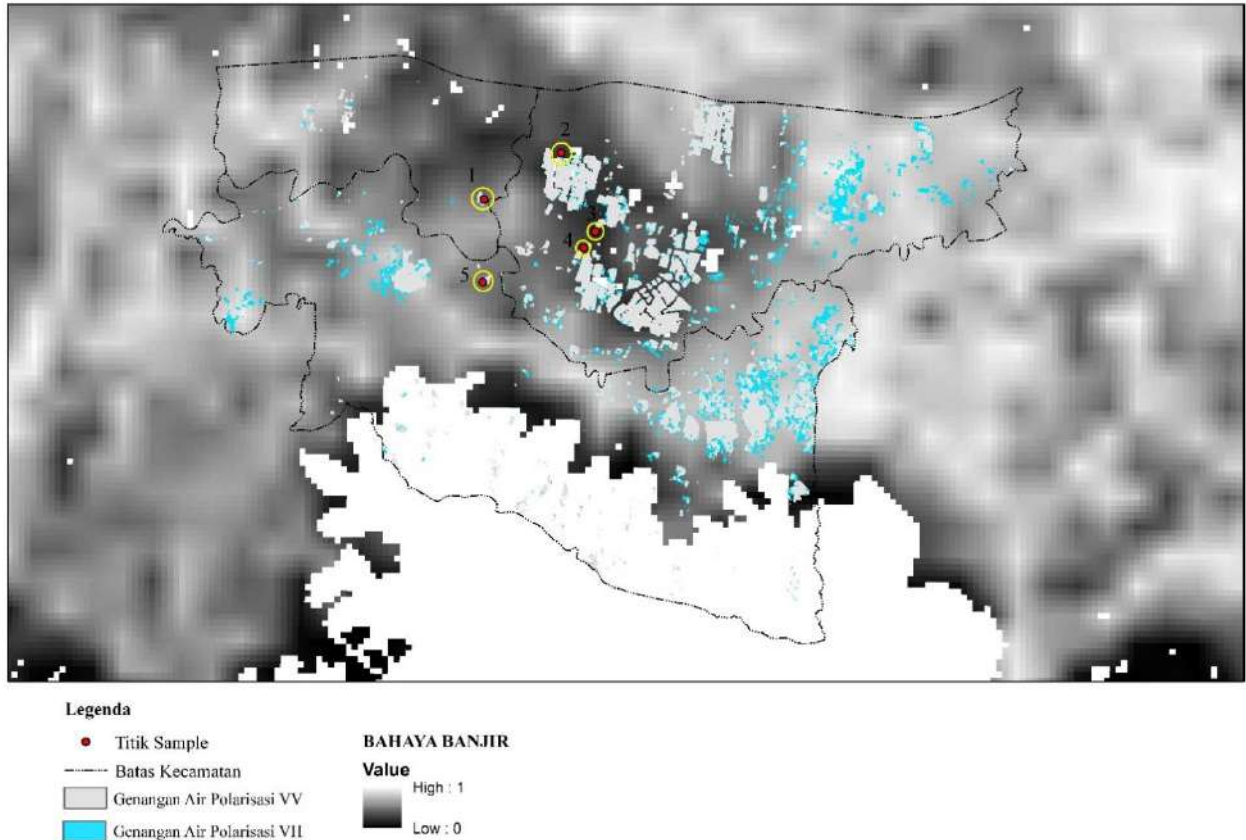 2
1
3
4
5
Legenda
Titik Sample
Batas Kecamatan
Genangan Air Polarisasi VV
Genangan Air Polarisasi VH
BAHAYA BANJIR
Value
High : 1
Low : 0